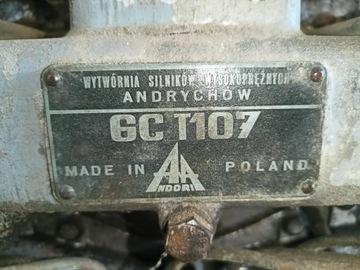 WYTWÓRNIA SILNIKÓW WYSOKOPRĘŻNYCH
ANDRYCHÓW
6CT107
MADE IN ANDORIA POLAND